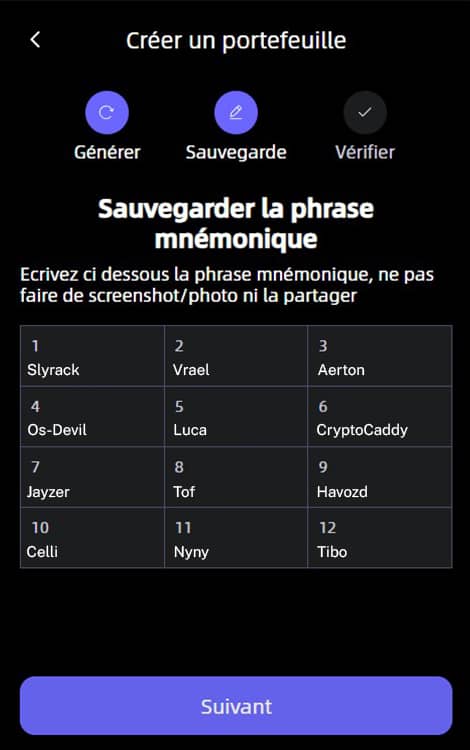 Créer un portefeuille
Générer
Sauvegarde
Vérifier
Sauvegarder la phrase
mnémonique
Ecrivez ci dessous la phrase mnémonique, ne pas
faire de screenshot/photo ni la partager
1
Slyrack
2
Vrael
3
Aerton
4
Os-Devil
5
Luca
6
CryptoCaddy
7
Jayzer
8
Tof
9
Havozd
10
Celli
11
Nyny
12
Tibo
Suivant